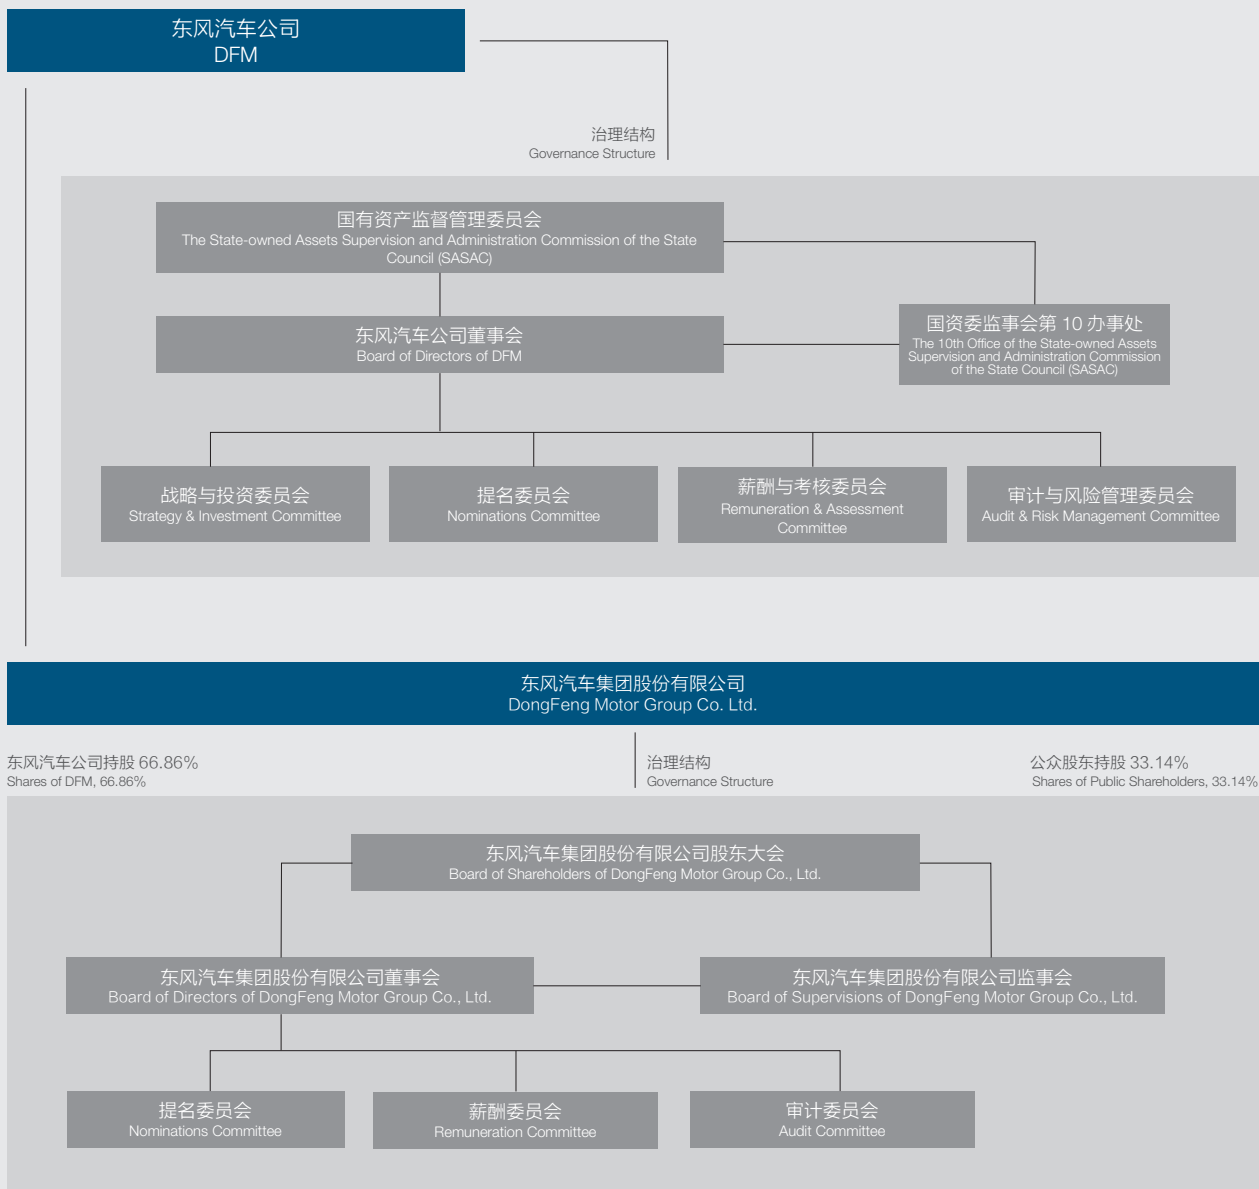 东风汽车公司
DFM
治理结构
Governance Structure
国有资产监督管理委员会
The State-owned Assets Supervision and Administration Commission of the State
Council (SASAC)
东风汽车公司董事会
Board of Directors of DFM
国资委监事会第 10 办事处
The 10th Office of the State-owned Assets
Supervision and Administration Commission
of the State Council (SASAC)
战略与投资委员会
Strategy & Investment Committee
提名委员会
Nominations Committee
薪酬与考核委员会
Remuneration & Assessment
Committee
审计与风险管理委员会
Audit & Risk Management Committee
东风汽车集团股份有限公司
DongFeng Motor Group Co. Ltd.
东风汽车公司持股 66.86%
Shares of DFM, 66.86%
治理结构
Governance Structure
公众股东持股 33.14%
Shares of Public Shareholders, 33.14%
东风汽车集团股份有限公司股东大会
Board of Shareholders of DongFeng Motor Group Co., Ltd.
东风汽车集团股份有限公司董事会
Board of Directors of DongFeng Motor Group Co., Ltd.
东风汽车集团股份有限公司监事会
Board of Supervisions of DongFeng Motor Group Co., Ltd.
提名委员会
Nominations Committee
薪酬委员会
Remuneration Committee
审计委员会
Audit Committee